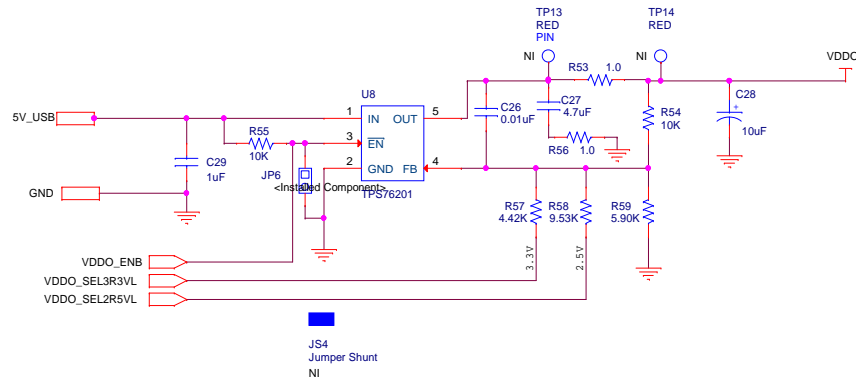 TP13
RED
PIN
TP14
RED
NI
R53
1.0
NI
VDDO
U8
5V_USB
1
IN
OUT
5
C26
0.01uF
C27
4.7uF
R54
10K
C28
+
10uF
R55
10K
3
EN
R56
1.0
C29
1uF
JP6
2
GND
FB
4
<Installed Component>
TPS76201
GND
R57
4.42K
R58
9.53K
R59
5.90K
3.3V
2.5V
VDDO_ENB
VDDO_SEL3R3VL
VDDO_SEL2R5VL
JS4
Jumper Shunt
NI